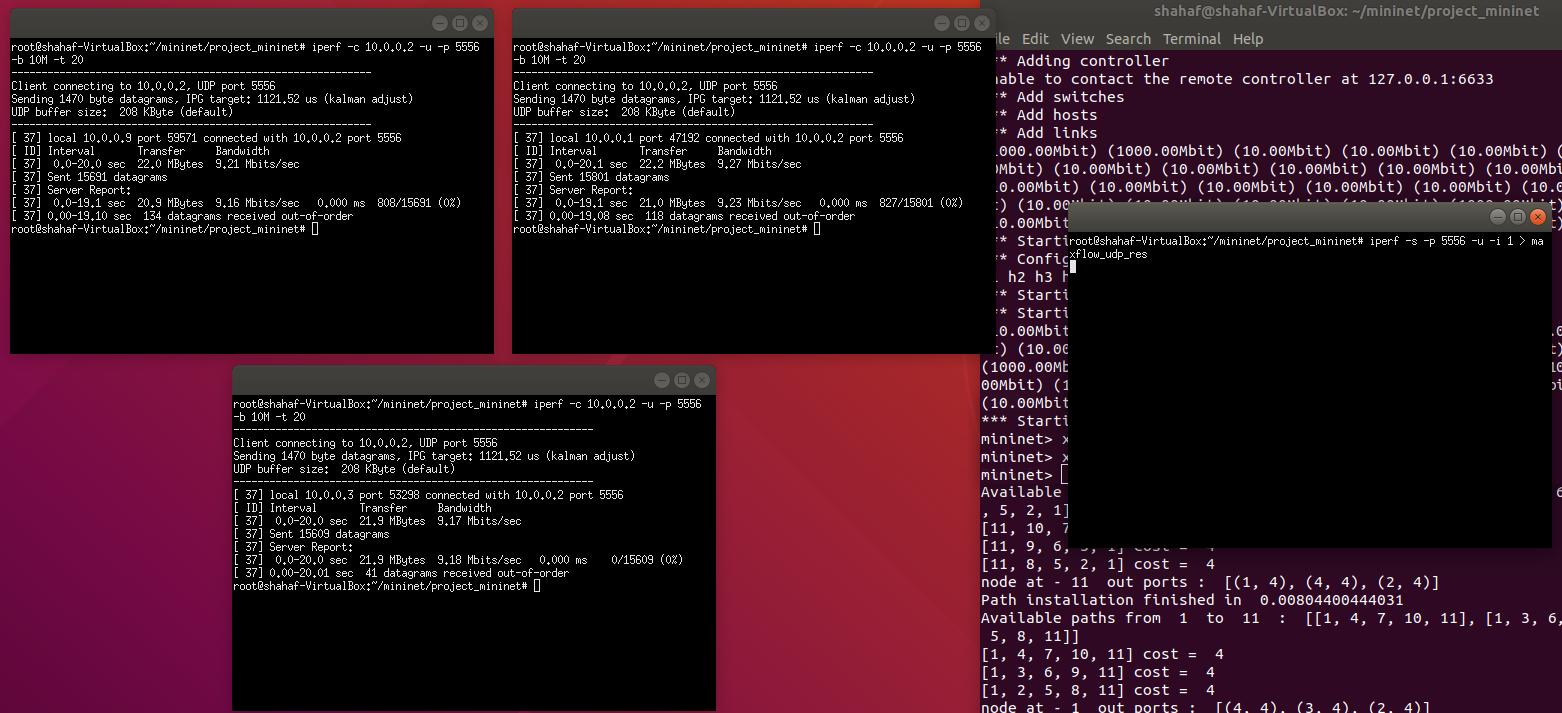 root@shahaf-VirtualBox:~/mininet/project_mininet# iperf -c 10.0.0.2 -u -p 5556
-b 10M -t 20
------------------------------------------------------------
Client connecting to 10.0.0.2, UDP port 5556
Sending 1470 byte datagrams, IPG target: 1121.52 us (kalman adjust)
UDP buffer size:  208 KByte (default)
------------------------------------------------------------
[ 37] local 10.0.0.9 port 59571 connected with 10.0.0.2 port 5556
[ ID] Interval       Transfer     Bandwidth
[ 37]  0.0-20.0 sec  22.0 MBytes  9.21 Mbits/sec
[ 37] Sent 15691 datagrams
[ 37] Server Report:
[ 37]  0.0-19.1 sec  20.9 MBytes  9.16 Mbits/sec   0.000 ms  808/15691 (0%)
[ 37] 0.00-19.10 sec  134 datagrams received out-of-order
root@shahaf-VirtualBox:~/mininet/project_mininet#
root@shahaf-VirtualBox:~/mininet/project_mininet# iperf -c 10.0.0.2 -u -p 5556
-b 10M -t 20
------------------------------------------------------------
Client connecting to 10.0.0.2, UDP port 5556
Sending 1470 byte datagrams, IPG target: 1121.52 us (kalman adjust)
UDP buffer size:  208 KByte (default)
------------------------------------------------------------
[ 37] local 10.0.0.1 port 47192 connected with 10.0.0.2 port 5556
[ ID] Interval       Transfer     Bandwidth
[ 37]  0.0-20.1 sec  22.2 MBytes  9.27 Mbits/sec
[ 37] Sent 15801 datagrams
[ 37] Server Report:
[ 37]  0.0-19.1 sec  21.0 MBytes  9.23 Mbits/sec   0.000 ms  827/15801 (0%)
[ 37] 0.00-19.08 sec  118 datagrams received out-of-order
root@shahaf-VirtualBox:~/mininet/project_mininet#
root@shahaf-VirtualBox:~/mininet/project_mininet# iperf -c 10.0.0.2 -u -p 5556
-b 10M -t 20
------------------------------------------------------------
Client connecting to 10.0.0.2, UDP port 5556
Sending 1470 byte datagrams, IPG target: 1121.52 us (kalman adjust)
UDP buffer size:  208 KByte (default)
------------------------------------------------------------
[ 37] local 10.0.0.3 port 53298 connected with 10.0.0.2 port 5556
[ ID] Interval       Transfer     Bandwidth
[ 37]  0.0-20.0 sec  21.9 MBytes  9.17 Mbits/sec
[ 37] Sent 15609 datagrams
[ 37] Server Report:
[ 37]  0.0-20.0 sec  21.9 MBytes  9.18 Mbits/sec   0.000 ms    0/15609 (0%)
[ 37] 0.00-20.01 sec  41 datagrams received out-of-order
root@shahaf-VirtualBox:~/mininet/project_mininet#
shahaf@shahaf-VirtualBox: ~/mininet/project_mininet
ile Edit View Search Terminal Help
** Adding controller
nable to contact the remote controller at 127.0.0.1:6633
** Add switches
** Add hosts
** Add links
1000.00Mbit) (1000.00Mbit) (10.00Mbit) (10.00Mbit) (10.00Mbit) (
0.00Mbit) (10.00Mbit) (10.00Mbit) (10.00Mbit) (10.00Mbit) (10.00
10.00Mbit) (10.00Mbit) (10.00Mbit) (10.00Mbit) (10.00Mbit) (10.0
t) (10.0
0.00Mbit
** Starti
** Config
h2 h3 h
** Starti
** Starti
0.00Mbit
t) (10.00
(1000.00Mb
00Mbit) (1
(10.00Mbit
*** Starti
mininet> x
mininet> x
mininet>
Available
, 5, 2, 1]
[11, 10, 7
[11, 9, 6, 3, 1] cost =  4
[11, 8, 5, 2, 1] cost =  4
node at - 11  out ports :  [(1, 4), (4, 4), (2, 4)]
Path installation finished in  0.00804400444031
Available paths from  1  to  11  :  [[1, 4, 7, 10, 11], [1, 3, 6,
 5, 8, 11]]
[1, 4, 7, 10, 11] cost =  4
[1, 3, 6, 9, 11] cost =  4
[1, 2, 5, 8, 11] cost =  4
node at - 1  out ports :  [(4, 4), (3, 4), (2, 4)]
root@shahaf-VirtualBox:~/mininet/project_mininet# iperf -s -p 5556 -u -i 1 > ma
xflow_udp_res